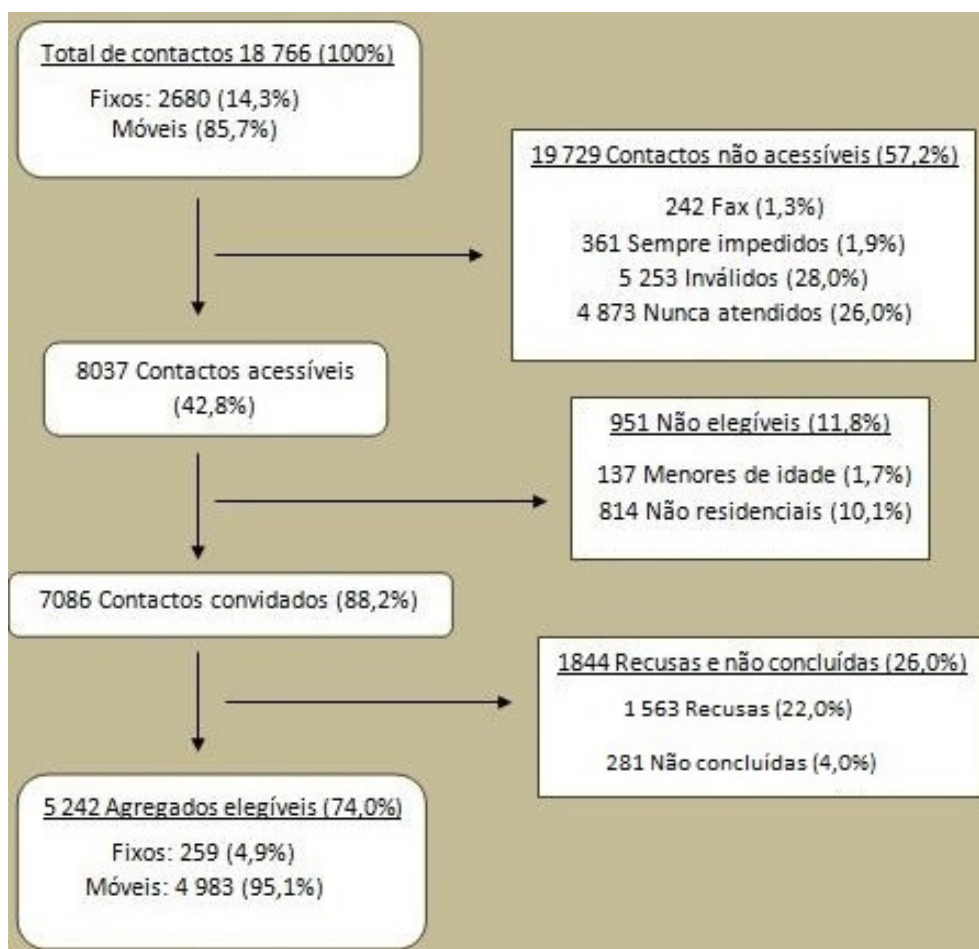 Total de contactos 18 766 (100%)
Fixos: 2680 (14,3%)
Móveis (85,7%)
19 729 Contactos não acessíveis (57,2%)
242 Fax (1,3%)
361 Sempre impedidos (1,9%)
5 253 Inválidos (28,0%)
4 873 Nunca atendidos (26,0%)
8037 Contactos acessíveis
(42,8%)
951 Não elegíveis (11,8%)
137 Menores de idade (1,7%)
814 Não residenciais (10,1%)
7086 Contactos convidados (88,2%)
1844 Recusas e não concluídas (26,0%)
1 563 Recusas (22,0%)
281 Não concluídas (4,0%)
5 242 Agregados elegíveis (74,0%)
Fixos: 259 (4,9%)
Móveis: 4 983 (95,1%)